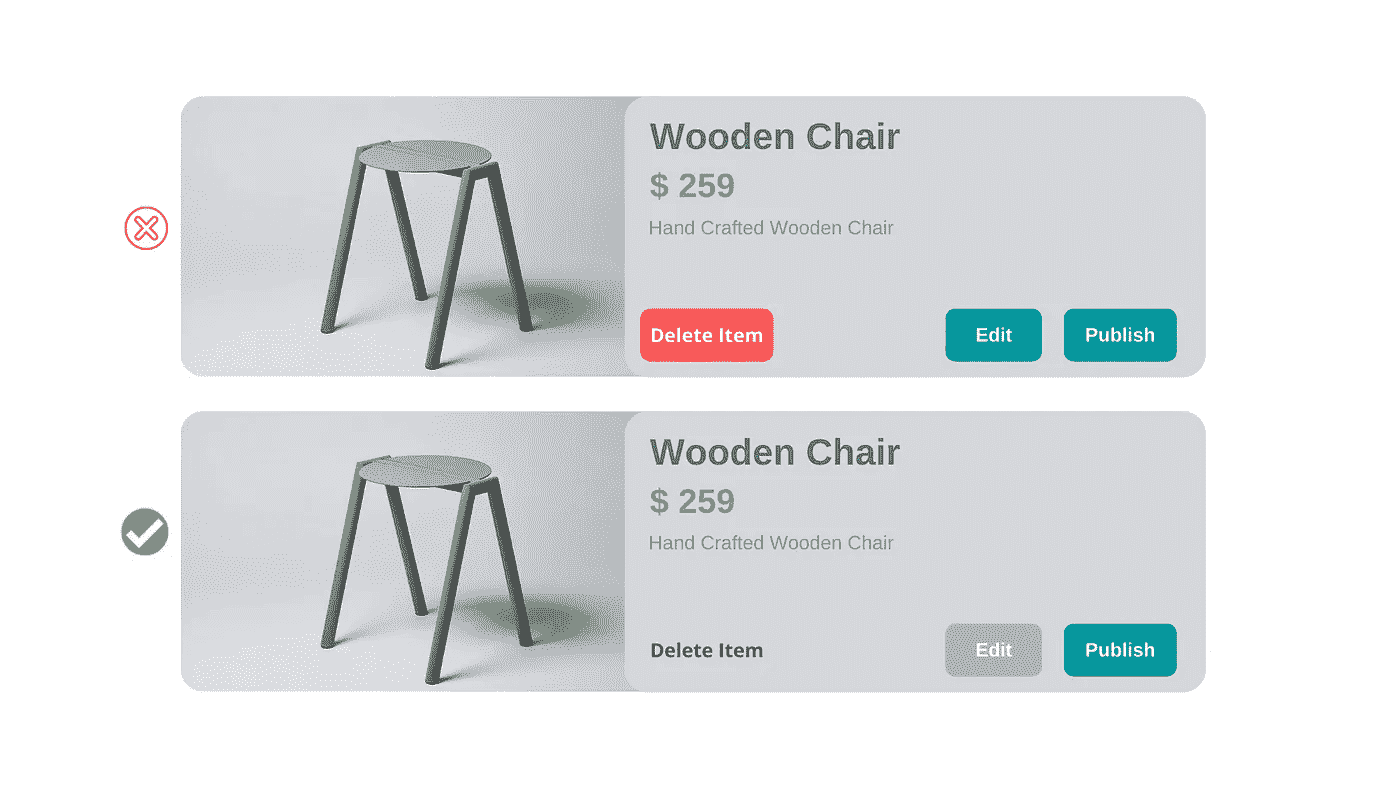 Wooden Chair
$ 259
Hand Crafted Wooden Chair
Delete Item
Edit
Publish
Wooden Chair
$ 259
Hand Crafted Wooden Chair
Delete Item
Edit
Publish